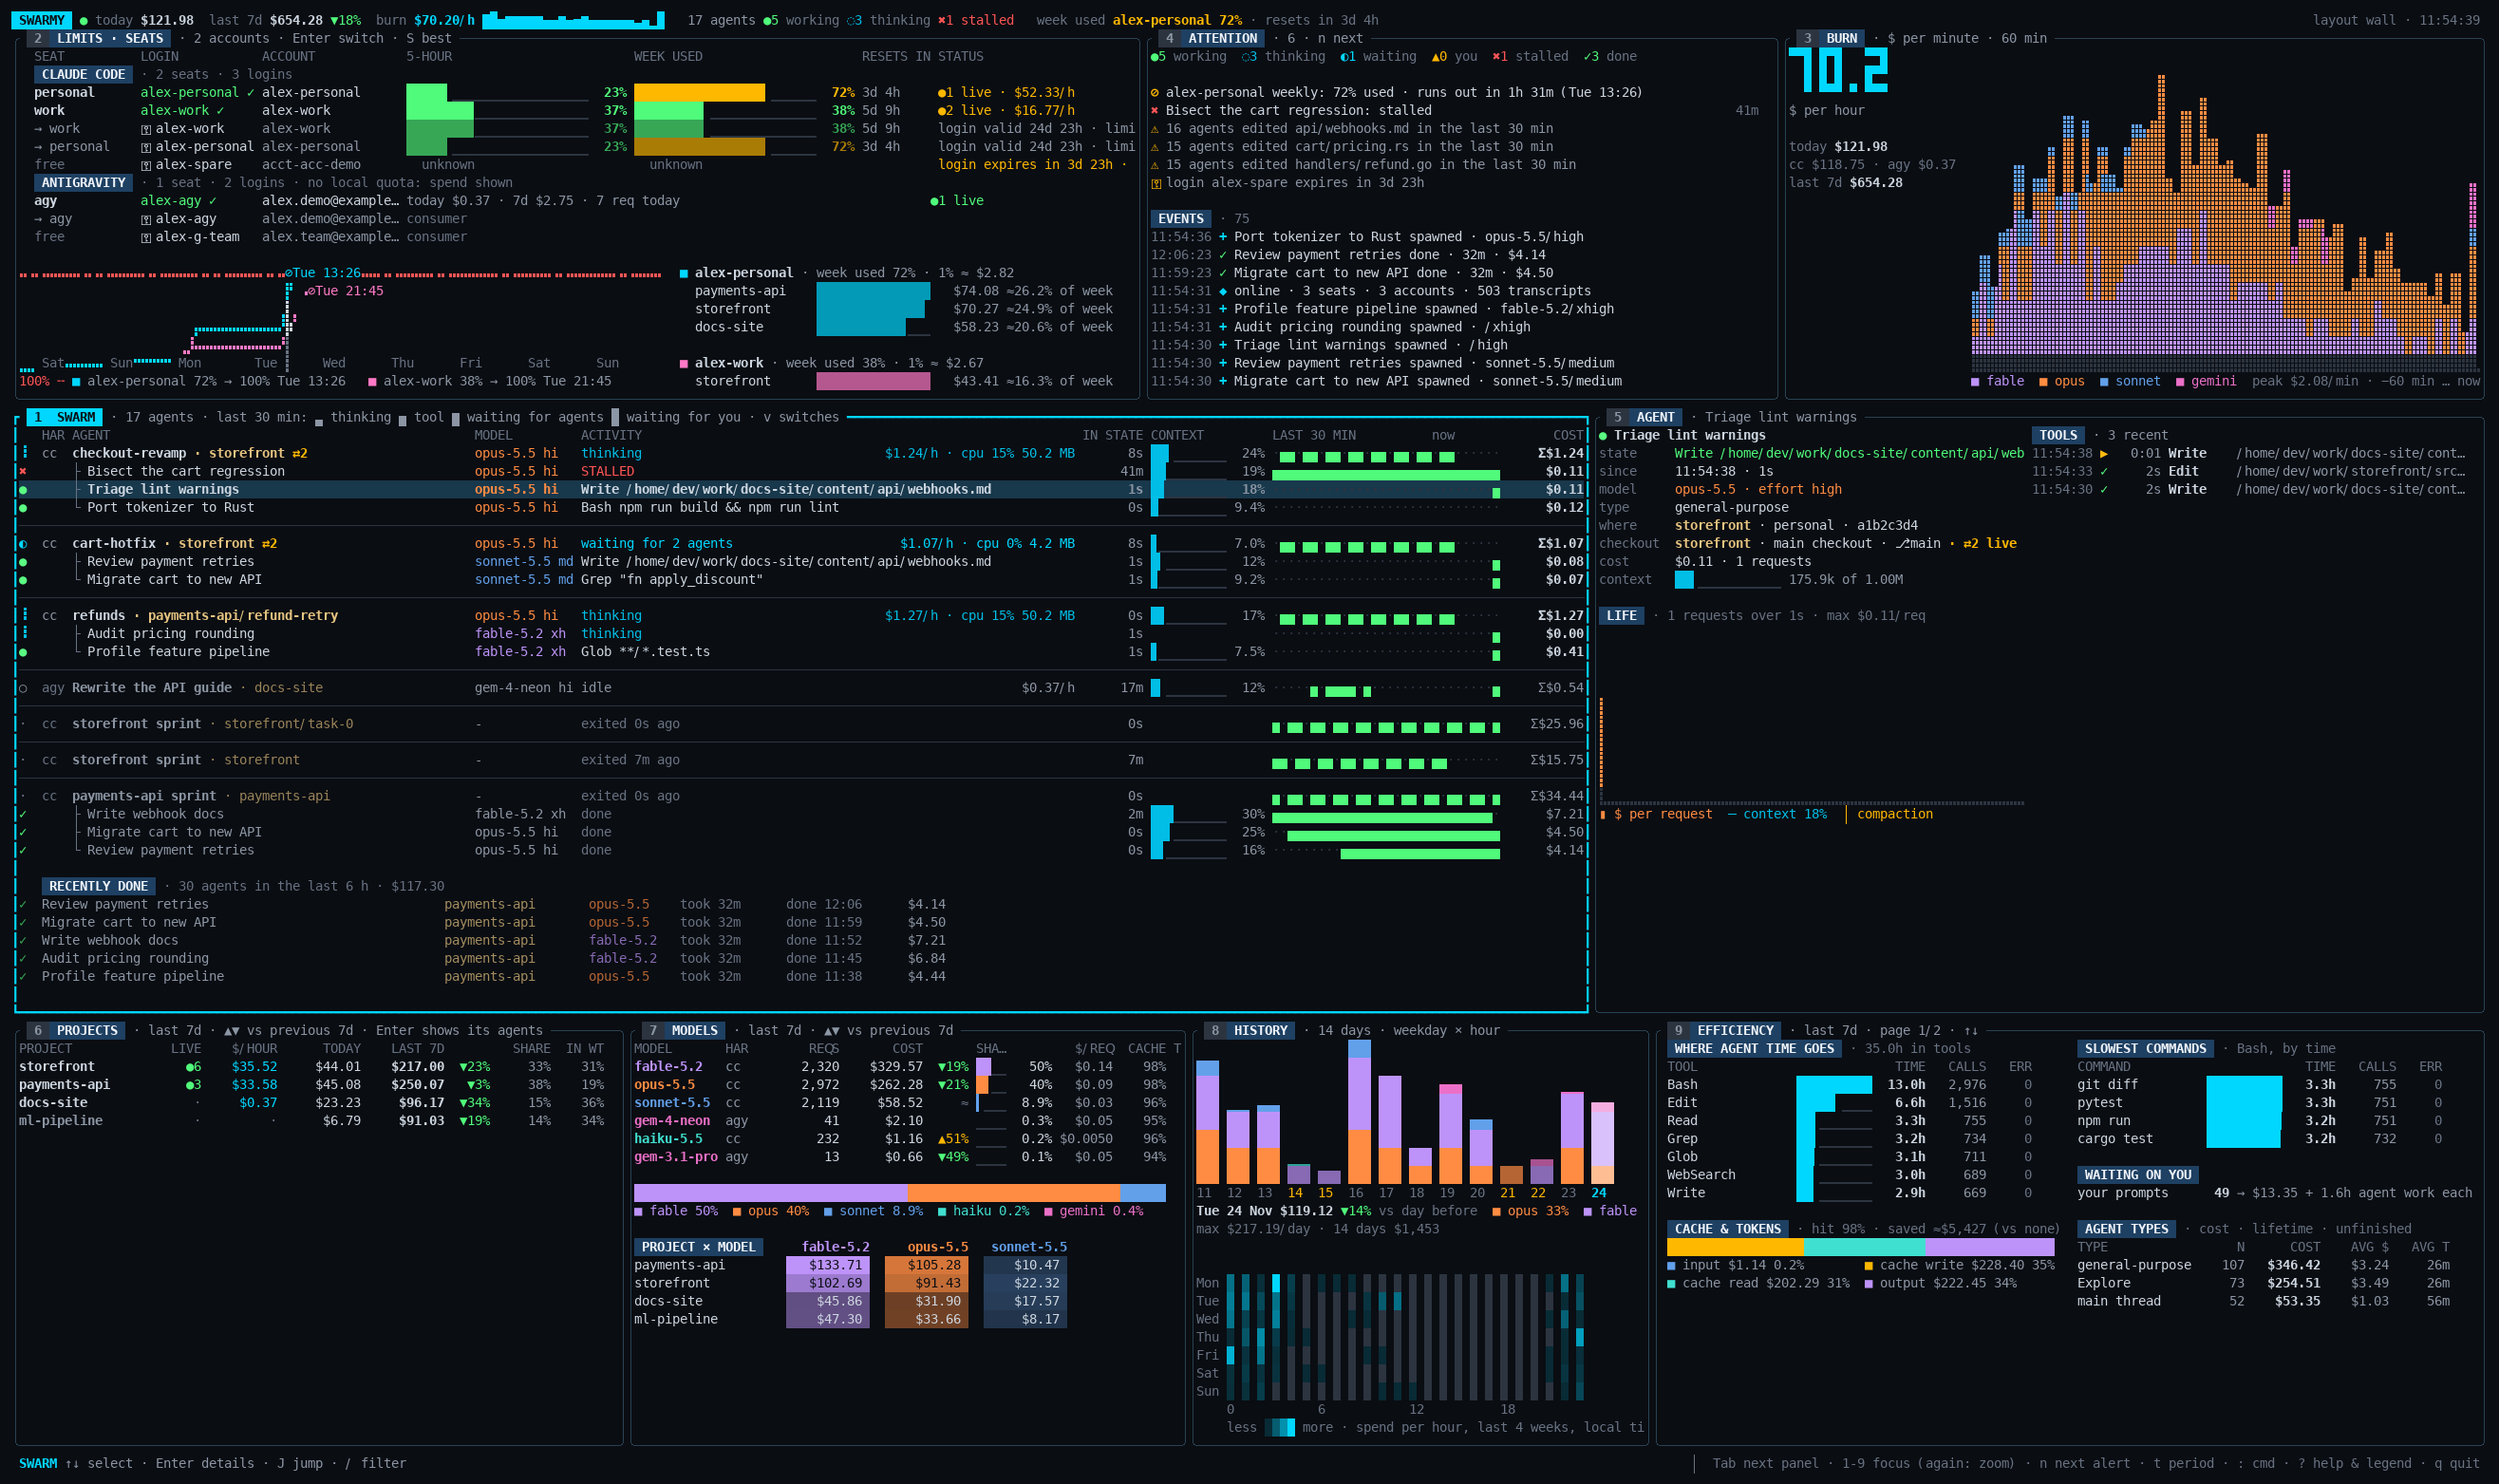 SWARMY ● today $121.98 last 7d $654.28 ▼18% burn $70.20/h 17 agents ●5 working ◌3 thinking ✖1 stalled week used alex-personal 72% · resets in 3d 4h layout wall · 11:54:39
2 LIMITS · SEATS · 2 accounts · Enter switch · S best
SEAT LOGIN ACCOUNT 5-HOUR WEEK USED RESETS IN STATUS
CLAUDE CODE · 2 seats · 3 logins
personal alex-personal ✓ alex-personal 23% 72% 3d 4h ●1 live · $52.33/h
work alex-work ✓ alex-work 37% 38% 5d 9h ●2 live · $16.77/h
→ work ⚿ alex-work alex-work 37% 38% 5d 9h login valid 24d 23h · limi
→ personal ⚿ alex-personal alex-personal 23% 72% 3d 4h login valid 24d 23h · limi
free ⚿ alex-spare acct-acc-demo unknown unknown login expires in 3d 23h ·
ANTIGRAVITY · 1 seat · 2 logins · no local quota: spend shown
agy alex-agy ✓ alex.demo@example… today $0.37 · 7d $2.75 · 7 req today ●1 live
→ agy ⚿ alex-agy alex.demo@example… consumer
free ⚿ alex-g-team alex.team@example… consumer
⊘Tue 13:26
⊘Tue 21:45
Sat Sun Mon Tue Wed Thu Fri Sat Sun
100% ╌ ■ alex-personal 72% → 100% Tue 13:26 ■ alex-work 38% → 100% Tue 21:45
■ alex-personal · week used 72% · 1% ≈ $2.82
payments-api $74.08 ≈26.2% of week
storefront $70.27 ≈24.9% of week
docs-site $58.23 ≈20.6% of week
■ alex-work · week used 38% · 1% ≈ $2.67
storefront $43.41 ≈16.3% of week
4 ATTENTION · 6 · n next
●5 working ◌3 thinking ◐1 waiting ▲0 you ✖1 stalled ✓3 done
⊘ alex-personal weekly: 72% used · runs out in 1h 31m (Tue 13:26)
✖ Bisect the cart regression: stalled 41m
⚠ 16 agents edited api/webhooks.md in the last 30 min
⚠ 15 agents edited cart/pricing.rs in the last 30 min
⚠ 15 agents edited handlers/refund.go in the last 30 min
⚿ login alex-spare expires in 3d 23h
EVENTS · 75
11:54:36 + Port tokenizer to Rust spawned · opus-5.5/high
12:06:23 ✓ Review payment retries done · 32m · $4.14
11:59:23 ✓ Migrate cart to new API done · 32m · $4.50
11:54:31 ◆ online · 3 seats · 3 accounts · 503 transcripts
11:54:31 + Profile feature pipeline spawned · fable-5.2/xhigh
11:54:31 + Audit pricing rounding spawned · /xhigh
11:54:30 + Triage lint warnings spawned · /high
11:54:30 + Review payment retries spawned · sonnet-5.5/medium
11:54:30 + Migrate cart to new API spawned · sonnet-5.5/medium
3 BURN · $ per minute · 60 min
70.2
$ per hour
today $121.98
cc $118.75 · agy $0.37
last 7d $654.28
■ fable ■ opus ■ sonnet ■ gemini peak $2.08/min · −60 min … now
1 SWARM · 17 agents · last 30 min: thinking tool waiting for agents waiting for you · v switches
HAR AGENT MODEL ACTIVITY IN STATE CONTEXT LAST 30 MIN now COST
cc checkout-revamp · storefront ⇄2 opus-5.5 hi thinking $1.24/h · cpu 15% 50.2 MB 8s 24% Σ$1.24
✖ ├ Bisect the cart regression opus-5.5 hi STALLED 41m 19% $0.11
● ├ Triage lint warnings opus-5.5 hi Write /home/dev/work/docs-site/content/api/webhooks.md 1s 18% $0.11
● └ Port tokenizer to Rust opus-5.5 hi Bash npm run build && npm run lint 0s 9.4% $0.12
◐ cc cart-hotfix · storefront ⇄2 opus-5.5 hi waiting for 2 agents $1.07/h · cpu 0% 4.2 MB 8s 7.0% Σ$1.07
● ├ Review payment retries sonnet-5.5 md Write /home/dev/work/docs-site/content/api/webhooks.md 1s 12% $0.08
● └ Migrate cart to new API sonnet-5.5 md Grep "fn apply_discount" 1s 9.2% $0.07
cc refunds · payments-api/refund-retry opus-5.5 hi thinking $1.27/h · cpu 15% 50.2 MB 0s 17% Σ$1.27
├ Audit pricing rounding fable-5.2 xh thinking 1s $0.00
● └ Profile feature pipeline fable-5.2 xh Glob **/*.test.ts 1s 7.5% $0.41
○ agy Rewrite the API guide · docs-site gem-4-neon hi idle $0.37/h 17m 12% Σ$0.54
· cc storefront sprint · storefront/task-0 - exited 0s ago 0s Σ$25.96
· cc storefront sprint · storefront - exited 7m ago 7m Σ$15.75
· cc payments-api sprint · payments-api - exited 0s ago 0s Σ$34.44
✓ ├ Write webhook docs fable-5.2 xh done 2m 30% $7.21
✓ ├ Migrate cart to new API opus-5.5 hi done 0s 25% $4.50
✓ └ Review payment retries opus-5.5 hi done 0s 16% $4.14
RECENTLY DONE · 30 agents in the last 6 h · $117.30
✓ Review payment retries payments-api opus-5.5 took 32m done 12:06 $4.14
✓ Migrate cart to new API payments-api opus-5.5 took 32m done 11:59 $4.50
✓ Write webhook docs payments-api fable-5.2 took 32m done 11:52 $7.21
✓ Audit pricing rounding payments-api fable-5.2 took 32m done 11:45 $6.84
✓ Profile feature pipeline payments-api opus-5.5 took 32m done 11:38 $4.44
5 AGENT · Triage lint warnings
● Triage lint warnings
state Write /home/dev/work/docs-site/content/api/web
since 11:54:38 · 1s
model opus-5.5 · effort high
type general-purpose
where storefront · personal · a1b2c3d4
checkout storefront · main checkout · ⎇main · ⇄2 live
cost $0.11 · 1 requests
context 175.9k of 1.00M
TOOLS · 3 recent
11:54:38 ▶ 0:01 Write /home/dev/work/docs-site/cont…
11:54:33 ✓ 2s Edit /home/dev/work/storefront/src…
11:54:30 ✓ 2s Write /home/dev/work/docs-site/cont…
LIFE · 1 requests over 1s · max $0.11/req
▮ $ per request ─ context 18% │ compaction
6 PROJECTS · last 7d · ▲▼ vs previous 7d · Enter shows its agents
PROJECT LIVE $/HOUR TODAY LAST 7D SHARE IN WT
storefront ●6 $35.52 $44.01 $217.00 ▼23% 33% 31%
payments-api ●3 $33.58 $45.08 $250.07 ▼3% 38% 19%
docs-site · $0.37 $23.23 $96.17 ▼34% 15% 36%
ml-pipeline · · $6.79 $91.03 ▼19% 14% 34%
7 MODELS · last 7d · ▲▼ vs previous 7d
MODEL HAR REQS COST SHA… $/REQ CACHE T
fable-5.2 cc 2,320 $329.57 ▼19% 50% $0.14 98%
opus-5.5 cc 2,972 $262.28 ▼21% 40% $0.09 98%
sonnet-5.5 cc 2,119 $58.52 ≈ 8.9% $0.03 96%
gem-4-neon agy 41 $2.10 0.3% $0.05 95%
haiku-5.5 cc 232 $1.16 ▲51% 0.2% $0.0050 96%
gem-3.1-pro agy 13 $0.66 ▼49% 0.1% $0.05 94%
■ fable 50% ■ opus 40% ■ sonnet 8.9% ■ haiku 0.2% ■ gemini 0.4%
PROJECT × MODEL fable-5.2 opus-5.5 sonnet-5.5
payments-api $133.71 $105.28 $10.47
storefront $102.69 $91.43 $22.32
docs-site $45.86 $31.90 $17.57
ml-pipeline $47.30 $33.66 $8.17
8 HISTORY · 14 days · weekday × hour
11 12 13 14 15 16 17 18 19 20 21 22 23 24
Tue 24 Nov $119.12 ▼14% vs day before ■ opus 33% ■ fable
max $217.19/day · 14 days $1,453
Mon
Tue
Wed
Thu
Fri
Sat
Sun
0 6 12 18
less more · spend per hour, last 4 weeks, local ti
9 EFFICIENCY · last 7d · page 1/2 · ↑↓
WHERE AGENT TIME GOES · 35.0h in tools
TOOL TIME CALLS ERR
Bash 13.0h 2,976 0
Edit 6.6h 1,516 0
Read 3.3h 755 0
Grep 3.2h 734 0
Glob 3.1h 711 0
WebSearch 3.0h 689 0
Write 2.9h 669 0
CACHE & TOKENS · hit 98% · saved ≈$5,427 (vs none)
■ input $1.14 0.2% ■ cache write $228.40 35%
■ cache read $202.29 31% ■ output $222.45 34%
SLOWEST COMMANDS · Bash, by time
COMMAND TIME CALLS ERR
git diff 3.3h 755 0
pytest 3.3h 751 0
npm run 3.2h 751 0
cargo test 3.2h 732 0
WAITING ON YOU
your prompts 49 → $13.35 + 1.6h agent work each
AGENT TYPES · cost · lifetime · unfinished
TYPE N COST AVG $ AVG T
general-purpose 107 $346.42 $3.24 26m
Explore 73 $254.51 $3.49 26m
main thread 52 $53.35 $1.03 56m
SWARM ↑↓ select · Enter details · J jump · / filter
Tab next panel · 1-9 focus (again: zoom) · n next alert · t period · : cmd · ? help & legend · q quit